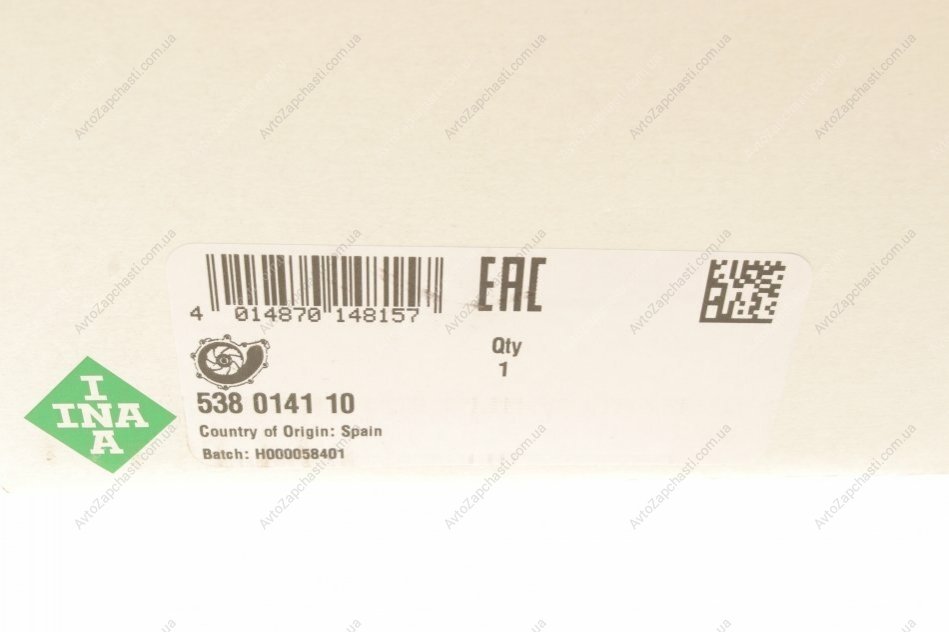 EAC
4 014870 148157
Qty
1
I
INA
A
538 0141 10
Country of Origin: Spain
Batch: H000058401
AvtoZapchasti.com.ua